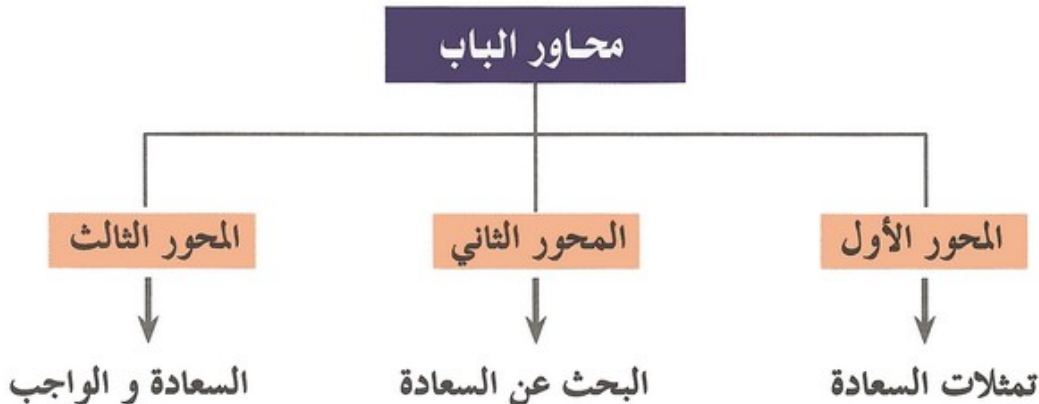 محاور الباب
المحور الأول
المحور الثاني
المحور الثالث
تمثلات السعادة
البحث عن السعادة
السعادة و الواجب